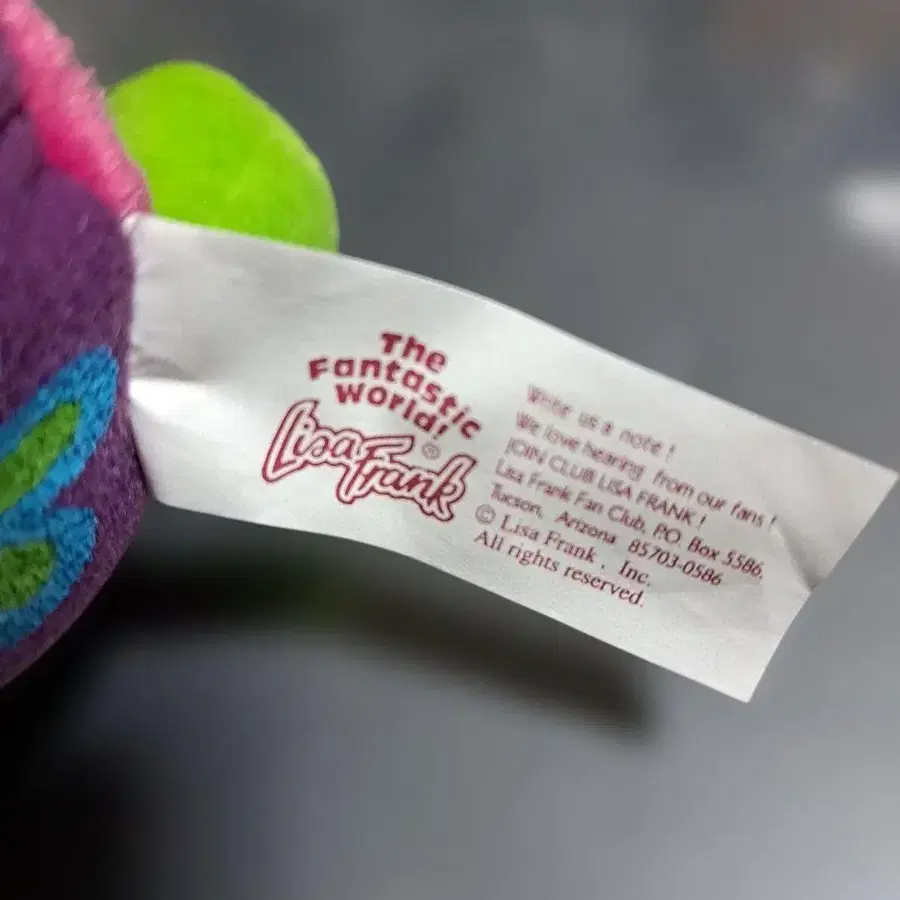 The
Fantastic
World!
Lisa Frank®
Write us a note!
We love hearing from our fans!
JOIN CLUB LISA FRANK!
Lisa Frank Fan Club, P.O. Box 5586,
Tucson, Arizona 85703-0586
© Lisa Frank, Inc.
All rights reserved.